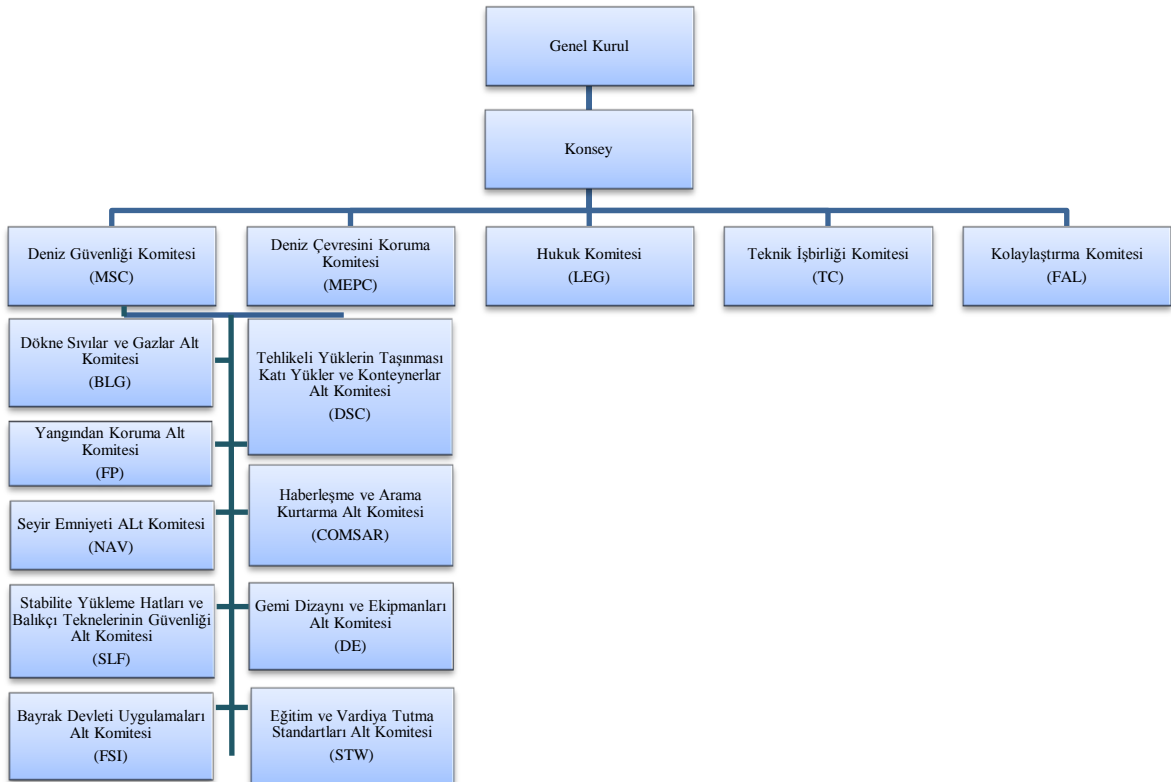 Genel Kurul
Konsey
Deniz Güvenliği Komitesi
(MSC)
Deniz Çevresini Koruma
Komitesi
(MEPC)
Hukuk Komitesi
(LEG)
Teknik İşbirliği Komitesi
(TC)
Kolaylaştırma Komitesi
(FAL)
Dökne Sıvılar ve Gazlar Alt
Komitesi
(BLG)
Tehlikeli Yüklerin Taşınması
Katı Yükler ve Konteynerlar
Alt Komitesi
(DSC)
Yangından Koruma Alt
Komitesi
(FP)
Haberleşme ve Arama
Kurtarma Alt Komitesi
(COMSAR)
Seyir Emniyeti ALt Komitesi
(NAV)
Stabilite Yükleme Hatları ve
Balıkçı Teknelerinin Güvenliği
Alt Komitesi
(SLF)
Gemi Dizaynı ve Ekipmanları
Alt Komitesi
(DE)
Bayrak Devleti Uygulamaları
Alt Komitesi
(FSI)
Eğitim ve Vardiya Tutma
Standartları Alt Komitesi
(STW)